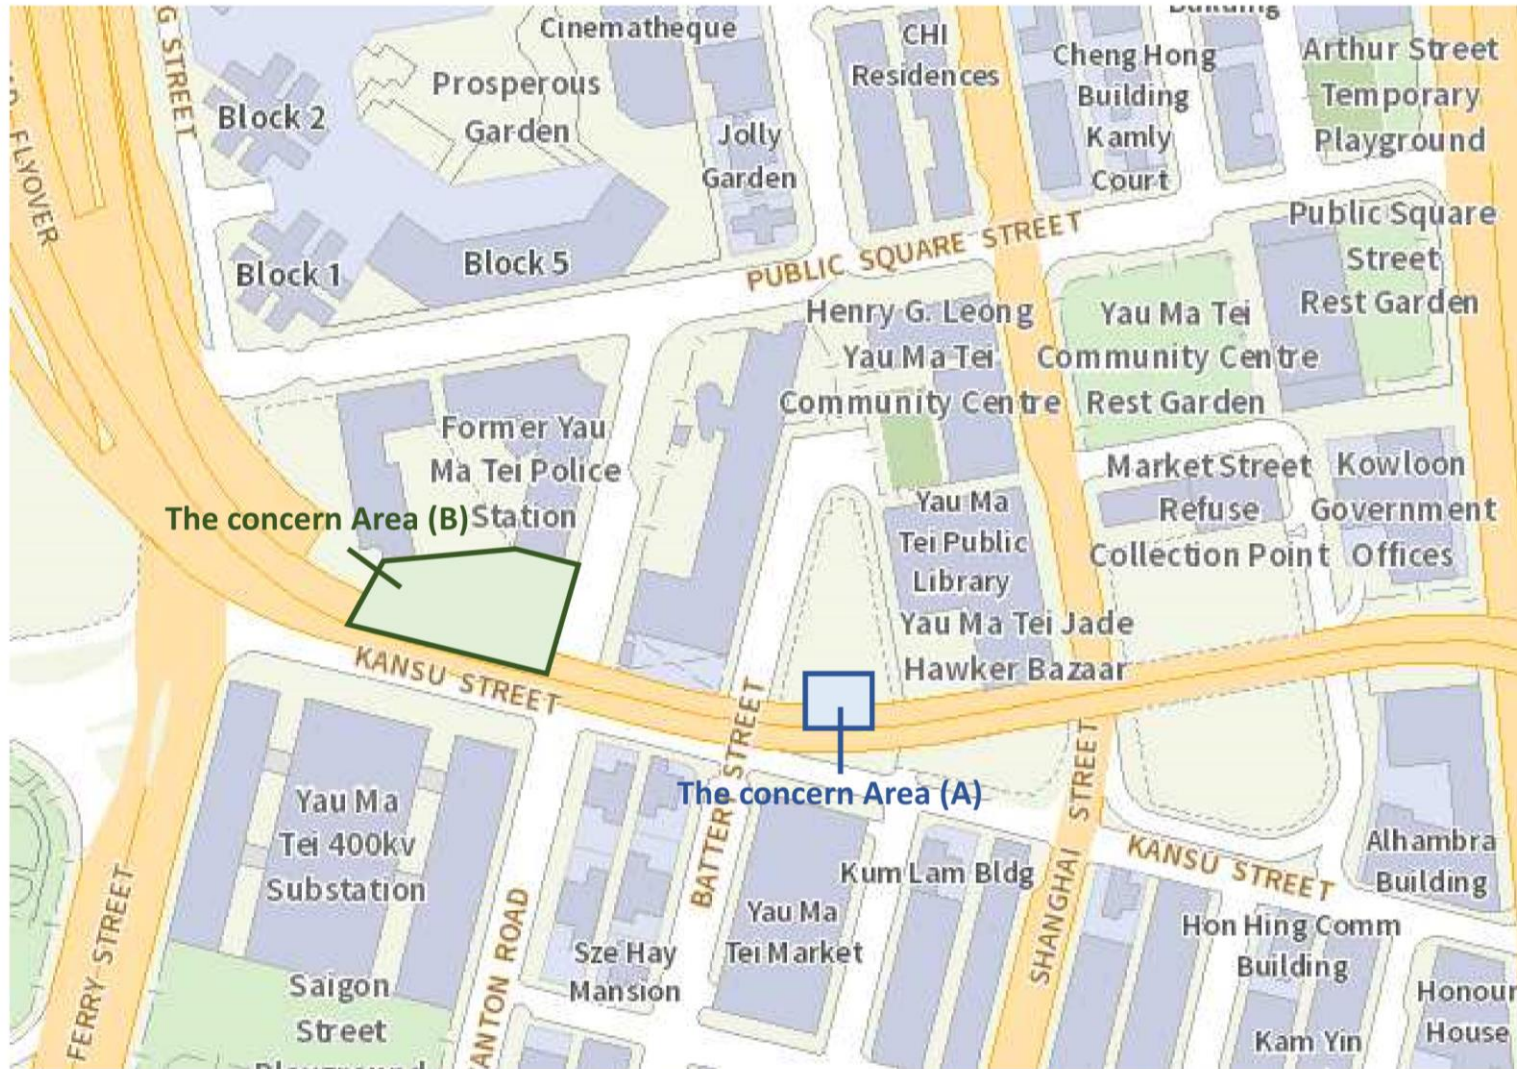 G STREET
FLYOVER
Block 2
Block 1
Prosperous
Garden
Block 5
Cinematheque
Jolly
Garden
CHI
Residences
Cheng Hong
Building
Kamly
Court
Building
Arthur Street
Temporary
Playground
PUBLIC SQUARE STREET
Public Square
Street
Rest Garden
Henry G. Leong
Yau Ma Tei
Community Centre
Yau Ma Tei
Community Centre
Rest Garden
Former Yau
Ma Tei Police
Station
The concern Area (B)
Yau Ma
Tei Public
Library
Market Street
Refuse
Collection Point
Kowloon
Government
Offices
Yau Ma Tei Jade
Hawker Bazaar
KANSU STREET
BATTERY STREET
The concern Area (A)
SHANGHAI STREET
KANSU STREET
Yau Ma
Tei 400kv
Substation
FERRY STREET
CANTON ROAD
Saigon
Street
Playground
Sze Hay
Mansion
Yau Ma
Tei Market
Kum Lam Bldg
Alhambra
Building
Hon Hing Comm
Building
Honour
House
Kam Yin